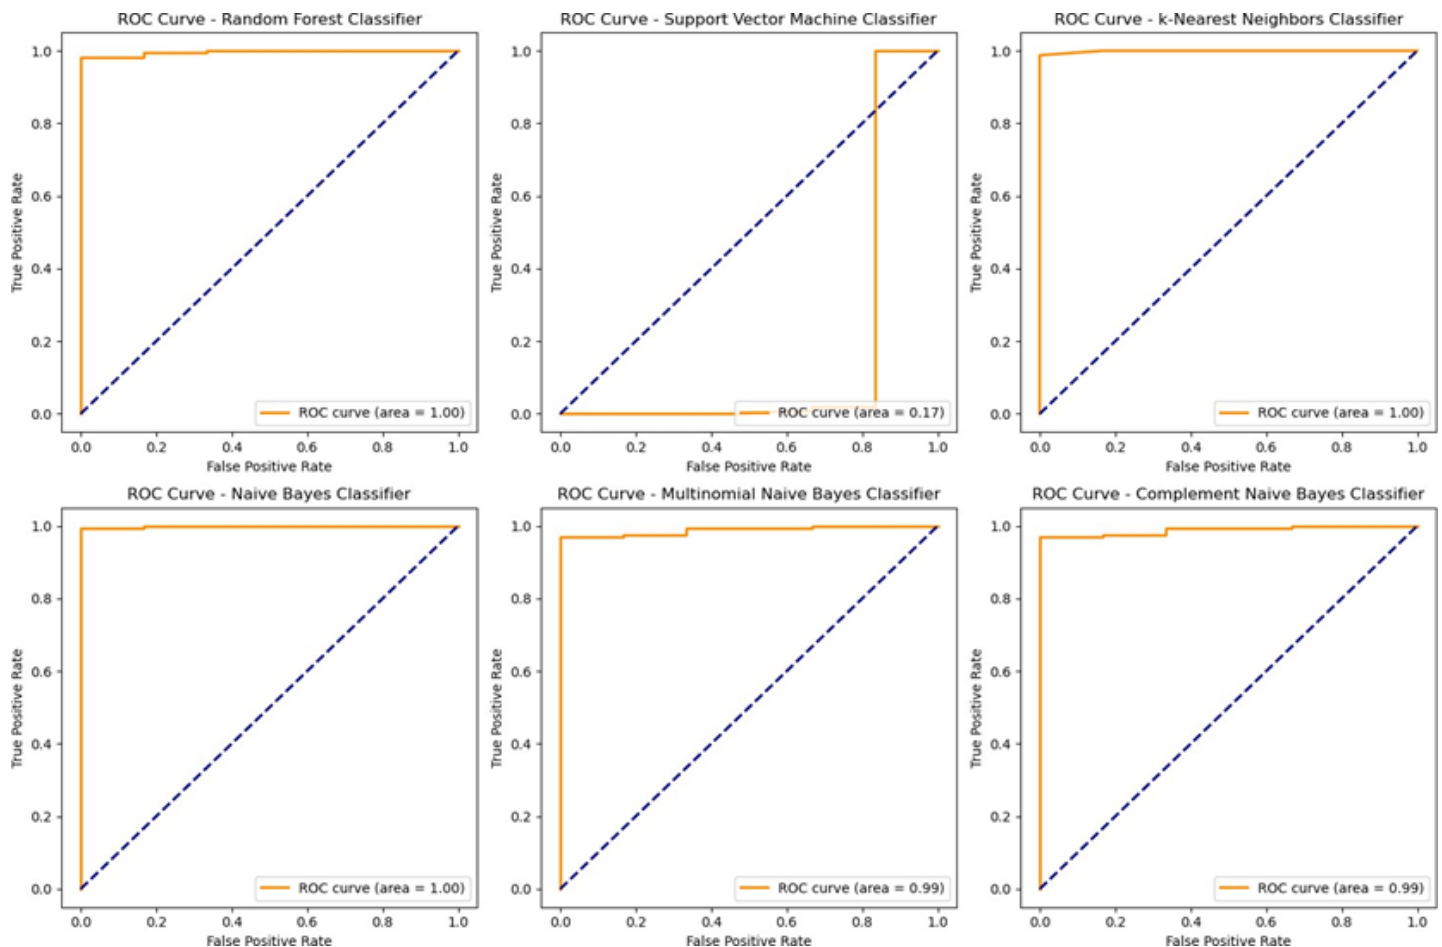 ROC Curve - Random Forest Classifier
1.0
0.8
0.6
0.4
0.2
0.0
True Positive Rate
ROC curve (area = 1.00)
0.0 0.2 0.4 0.6 0.8 1.0
False Positive Rate
ROC Curve - Support Vector Machine Classifier
1.0
0.8
0.6
0.4
0.2
0.0
True Positive Rate
ROC curve (area = 0.17)
0.0 0.2 0.4 0.6 0.8 1.0
False Positive Rate
ROC Curve - k-Nearest Neighbors Classifier
1.0
0.8
0.6
0.4
0.2
0.0
True Positive Rate
ROC curve (area = 1.00)
0.0 0.2 0.4 0.6 0.8 1.0
False Positive Rate
ROC Curve - Naive Bayes Classifier
1.0
0.8
0.6
0.4
0.2
0.0
True Positive Rate
ROC curve (area = 1.00)
0.0 0.2 0.4 0.6 0.8 1.0
False Positive Rate
ROC Curve - Multinomial Naive Bayes Classifier
1.0
0.8
0.6
0.4
0.2
0.0
True Positive Rate
ROC curve (area = 0.99)
0.0 0.2 0.4 0.6 0.8 1.0
False Positive Rate
ROC Curve - Complement Naive Bayes Classifier
1.0
0.8
0.6
0.4
0.2
0.0
True Positive Rate
ROC curve (area = 0.99)
0.0 0.2 0.4 0.6 0.8 1.0
False Positive Rate